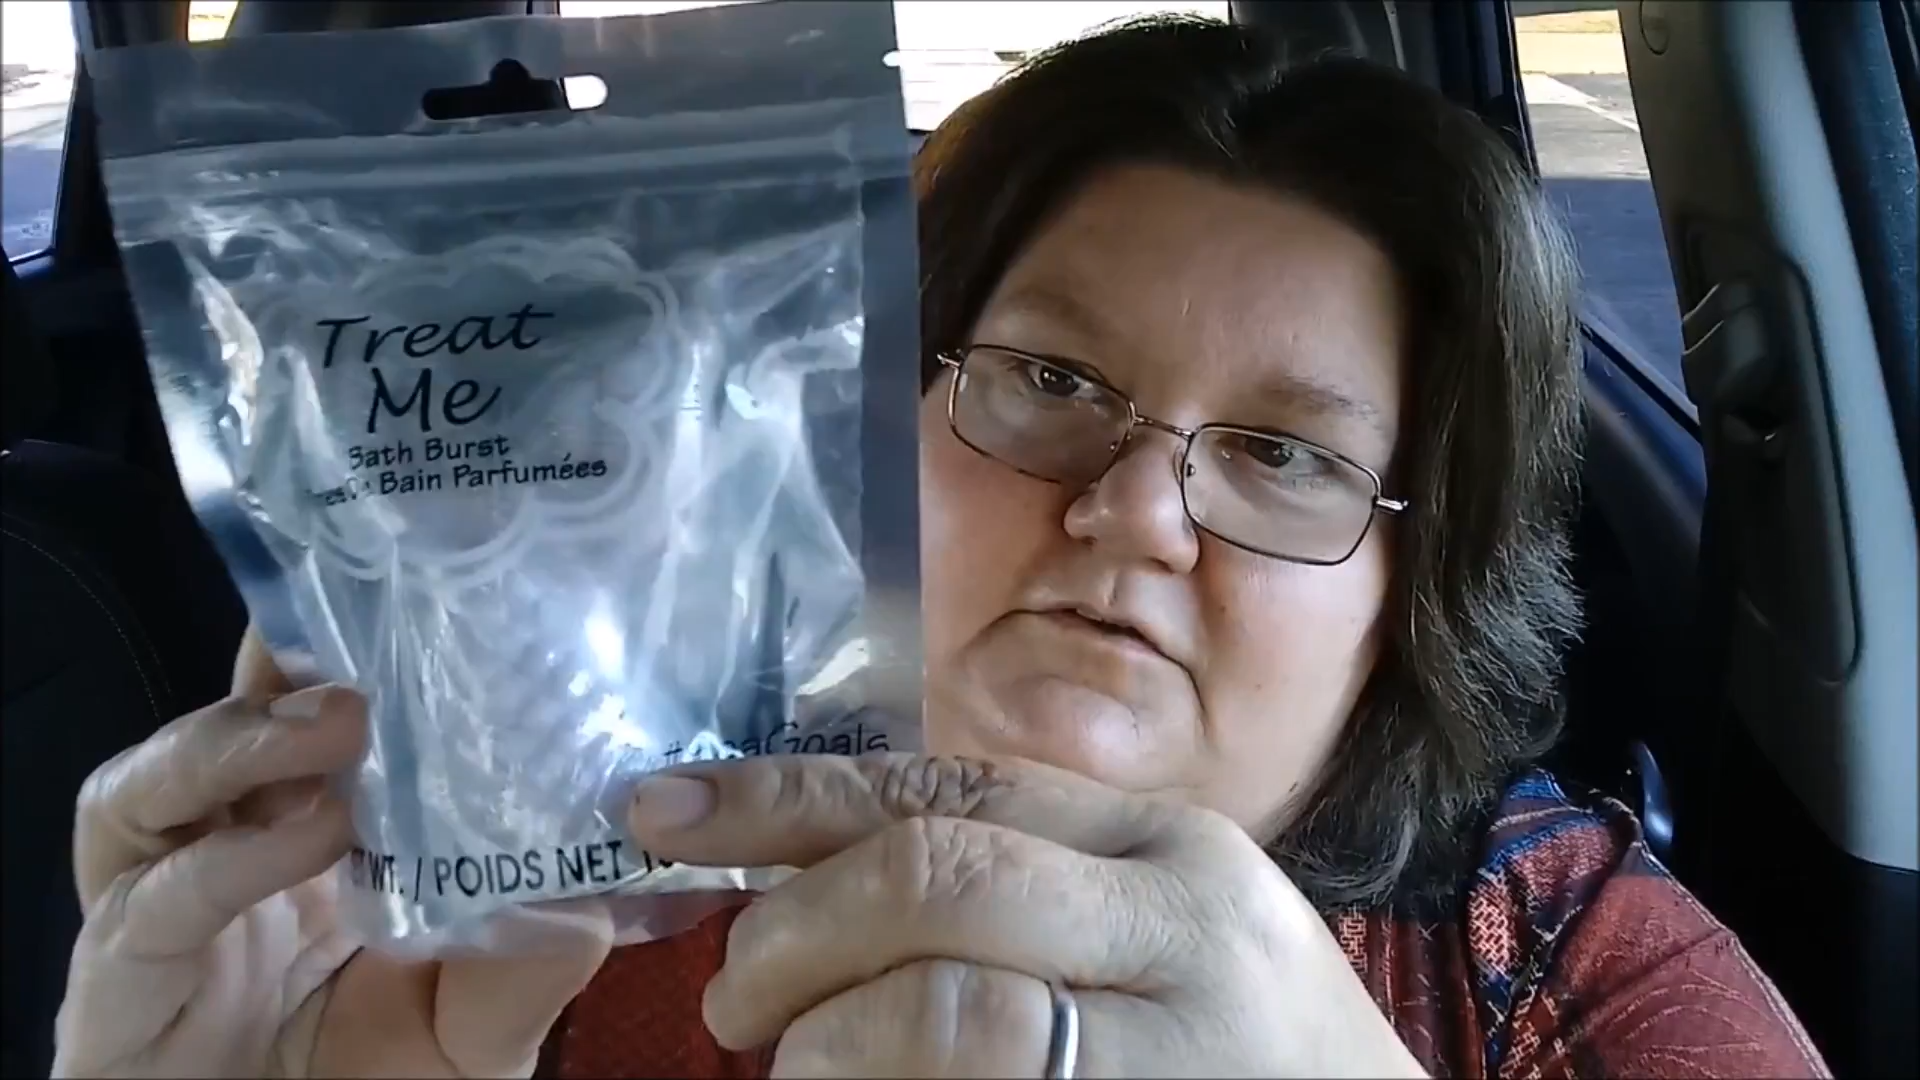 Treat
Me
Bath Burst
Bain Parfumées
WT. / POIDS NET